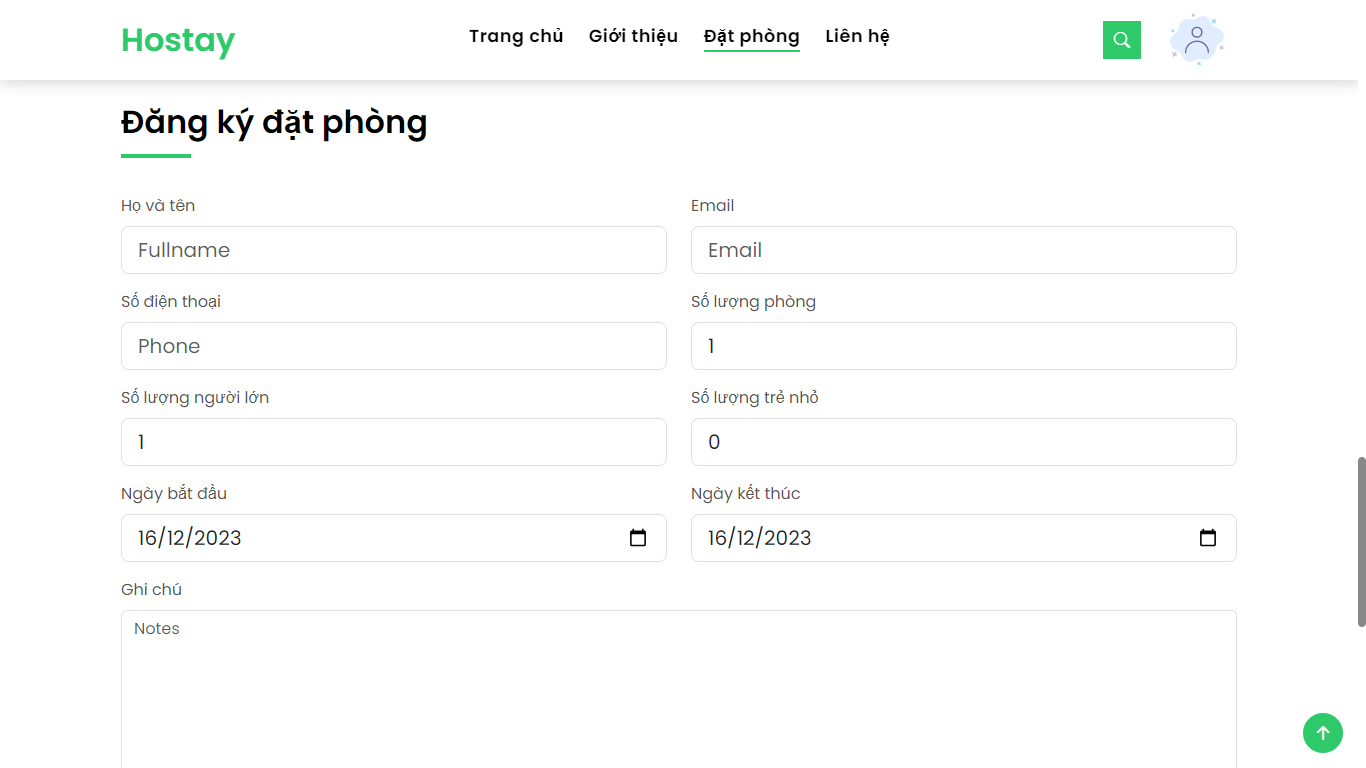 Hostay
Trang chủ Giới thiệu Đặt phòng Liên hệ
Đăng ký đặt phòng
Họ và tên Email
Fullname Email
Số điện thoại Số lượng phòng
Phone 1
Số lượng người lớn Số lượng trẻ nhỏ
1 0
Ngày bắt đầu Ngày kết thúc
16/12/2023 16/12/2023
Ghi chú
Notes